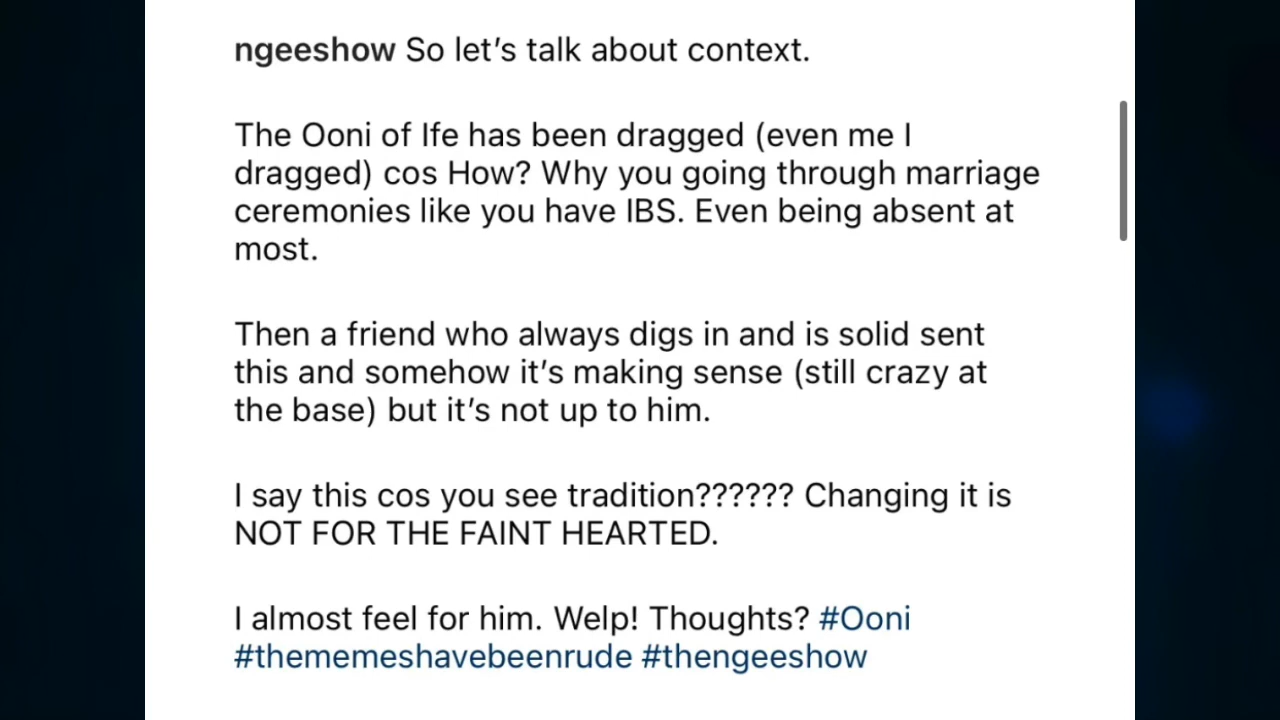 ngeeshow So let’s talk about context.
The Ooni of Ife has been dragged (even me I
dragged) cos How? Why you going through marriage
ceremonies like you have IBS. Even being absent at
most.
Then a friend who always digs in and is solid sent
this and somehow it’s making sense (still crazy at
the base) but it’s not up to him.
I say this cos you see tradition?????? Changing it is
NOT FOR THE FAINT HEARTED.
I almost feel for him. Welp! Thoughts? #Ooni
#thememeshavebeenrude #thengeeshow